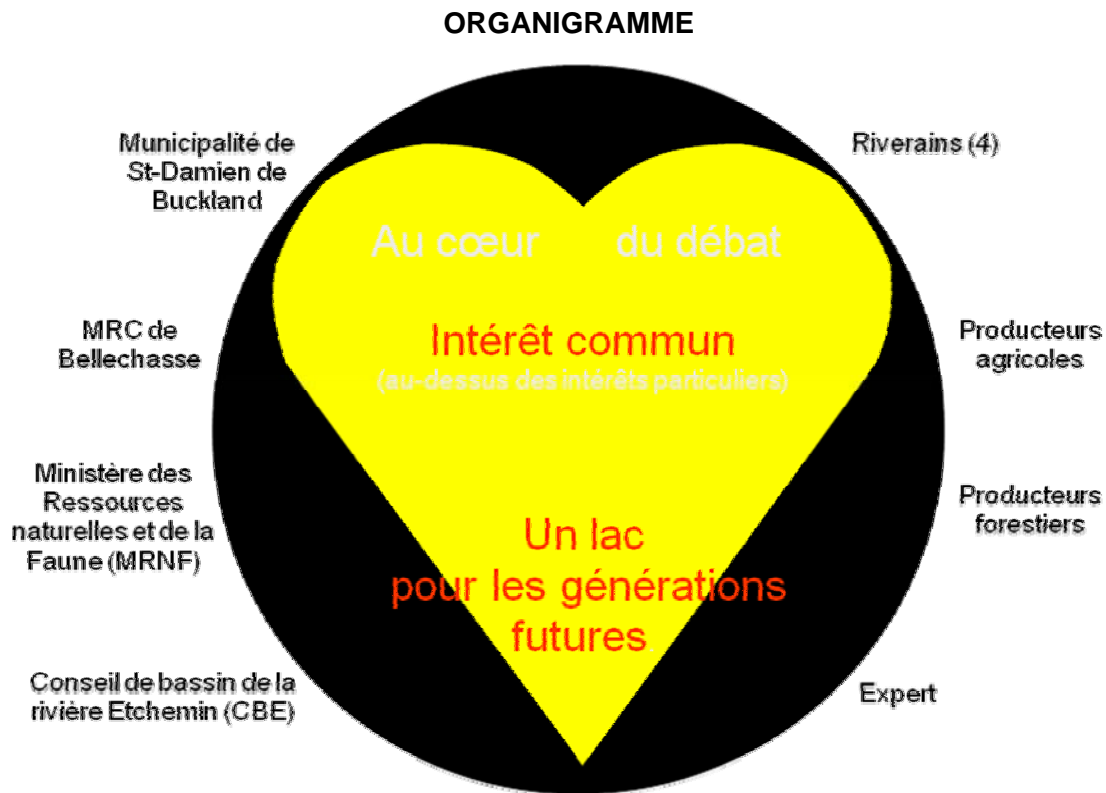 ORGANIGRAMME
Municipalité de
St-Damien de
Buckland
Riverains (4)
Au cœur du débat
MRC de
Bellechasse
Intérêt commun
(au-dessus des intérêts particuliers)
Producteurs
agricoles
Ministère des
Ressources
naturelles et de la
Faune (MRNF)
Producteurs
forestiers
Un lac
pour les générations
futures.
Conseil de bassin de la
rivière Etchemin (CBE)
Expert